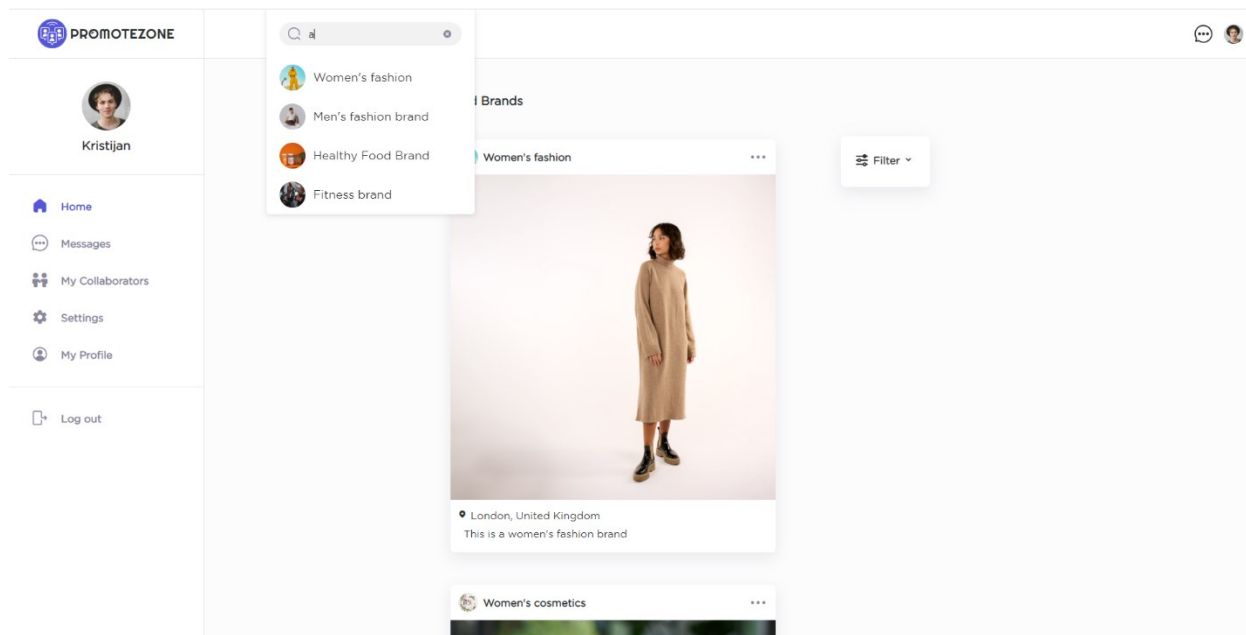 PROMOTEZONE
a
Women's fashion
Men's fashion brand
Healthy Food Brand
Fitness brand
Kristijan
Home
Messages
My Collaborators
Settings
My Profile
Log out
Brands
Women's fashion
Filter
London, United Kingdom
This is a women's fashion brand
Women's cosmetics